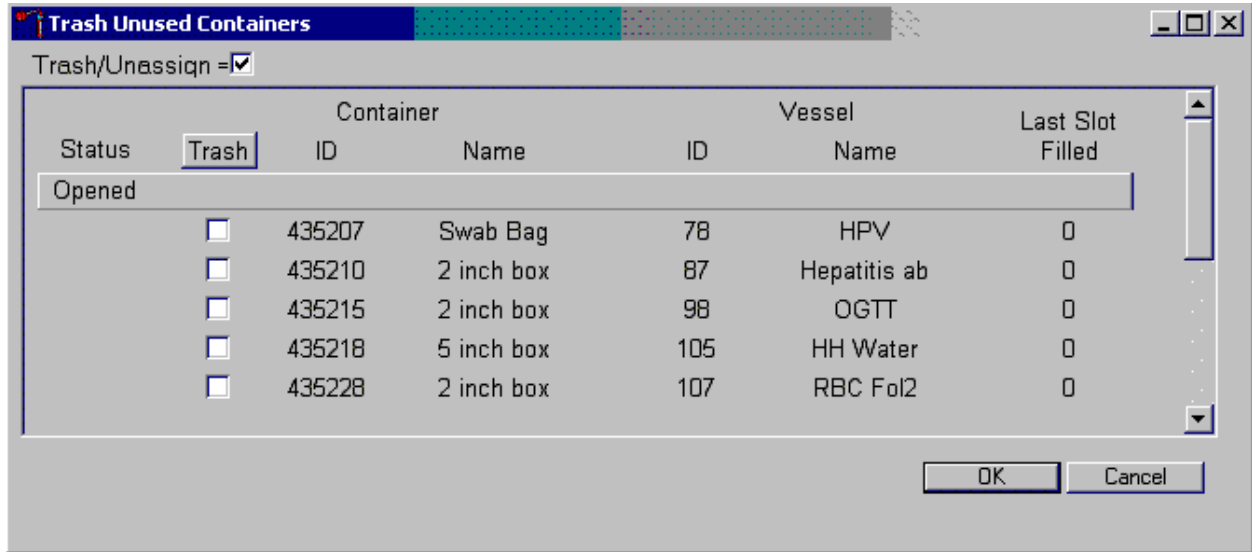 Trash Unused Containers
Trash/Unassign =
Container Vessel Last Slot
Status Trash ID Name ID Name Filled
Opened
435207 Swab Bag 78 HPV 0
435210 2 inch box 87 Hepatitis ab 0
435215 2 inch box 98 OGTT 0
435218 5 inch box 105 HH Water 0
435228 2 inch box 107 RBC Fol2 0
OK Cancel